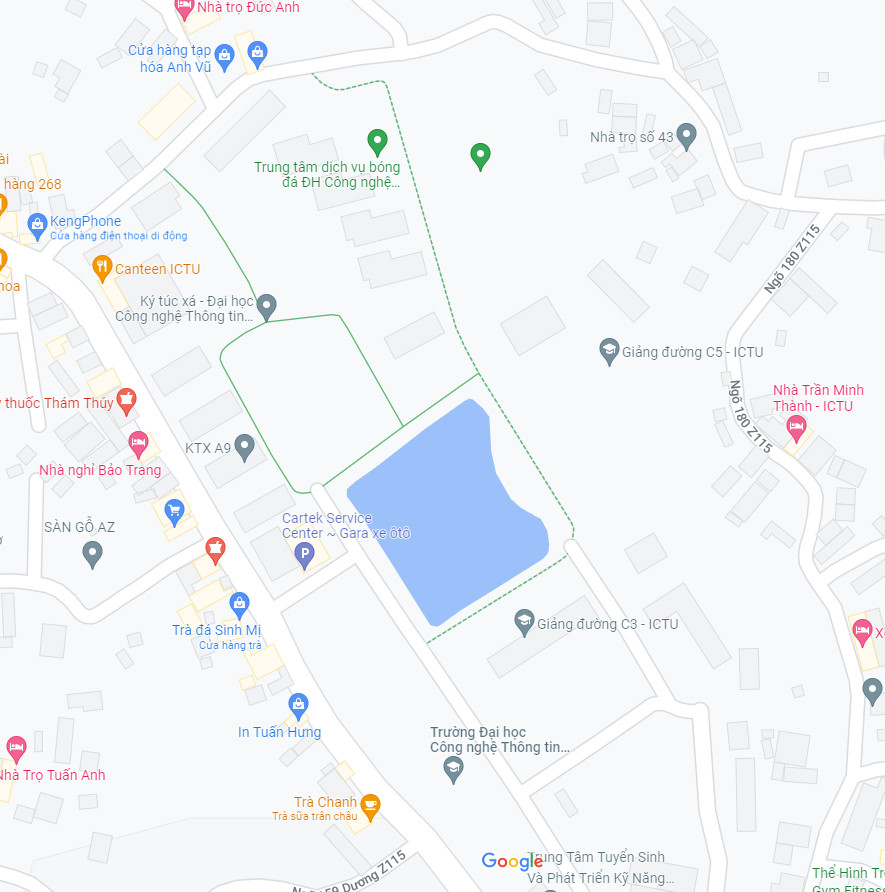 Nhà trọ Đức Anh
Cửa hàng tạp
hóa Anh Vũ
Nhà trọ số 43
Trung tâm dịch vụ bóng
đá ĐH Công nghệ...
hàng 268
KengPhone
Cửa hàng điện thoại di động
Ngõ 180 Z115
Canteen ICTU
Ký túc xá - Đại học
Công nghệ Thông tin...
Giảng đường C5 - ICTU
Ngõ 180 Z115
Nhà Trần Minh
Thành - ICTU
thuốc Thám Thúy
KTX A9
Nhà nghỉ Bảo Trang
SÀN GỖ AZ
Cartek Service
Center ~ Gara xe ôtô
P
Trà đá Sinh Mị
Cửa hàng trà
Giảng đường C3 - ICTU
In Tuấn Hưng
Trường Đại học
Công nghệ Thông tin...
Nhà Trọ Tuấn Anh
Trà Chanh
Trà sữa trân châu
Google
Trung Tâm Tuyển Sinh
Và Phát Triển Kỹ Năng...
59 Dương Z115
Thể Hình
Gym Fitness